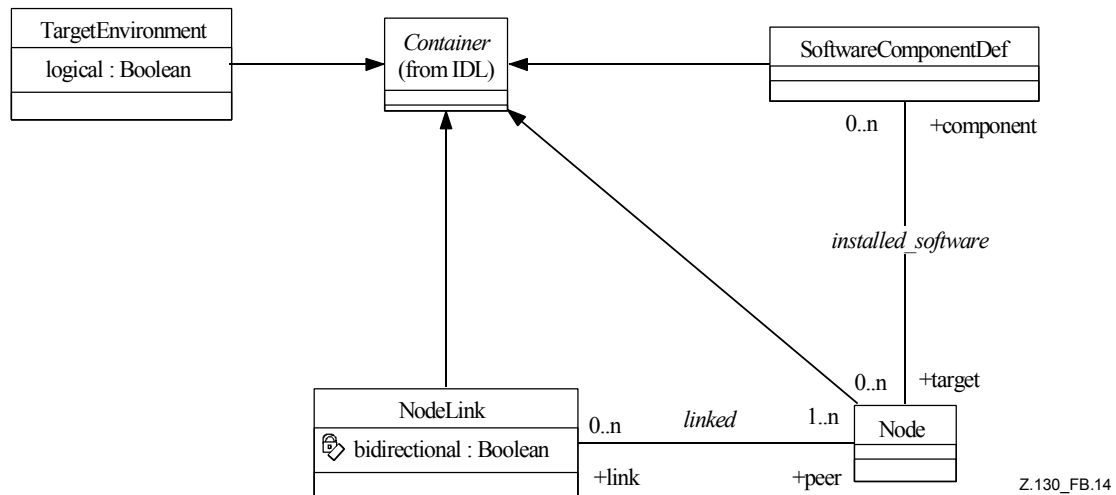 TargetEnvironment
logical : Boolean
Container
(from IDL)
SoftwareComponentDef
0..n
+component
installed_software
0..n
+target
NodeLink
bidirectional : Boolean
0..n
linked
1..n
Node
+link
+peer
Z.130_FB.14